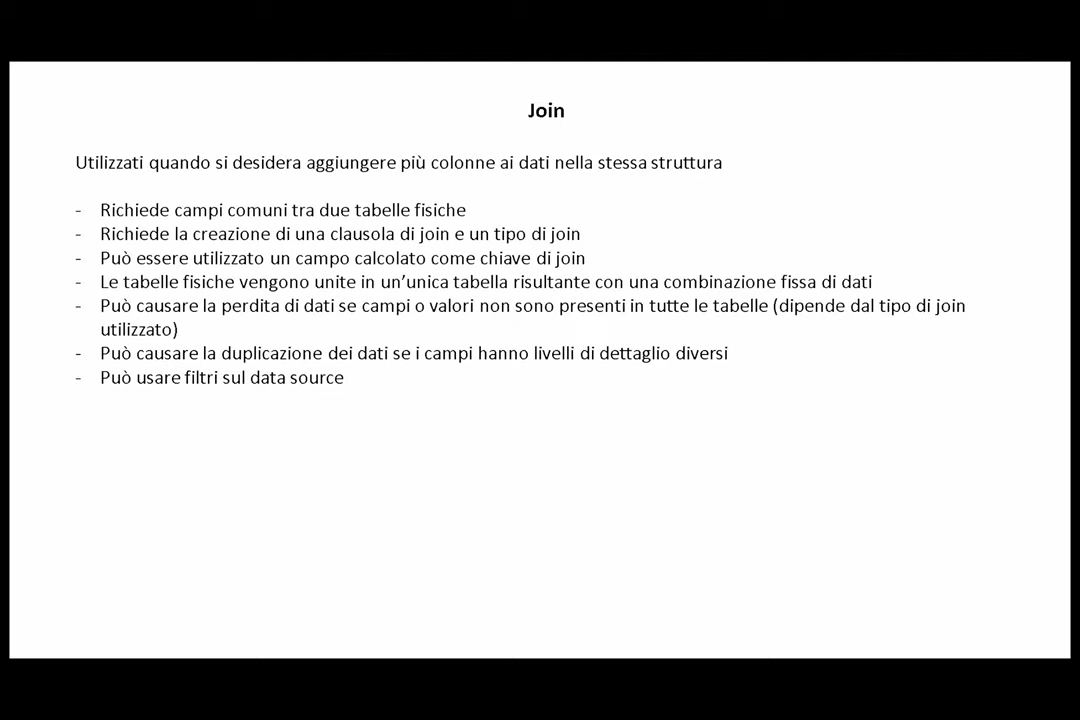 Join
Utilizzati quando si desidera aggiungere più colonne ai dati nella stessa struttura
- Richiede campi comuni tra due tabelle fisiche
- Richiede la creazione di una clausola di join e un tipo di join
- Può essere utilizzato un campo calcolato come chiave di join
- Le tabelle fisiche vengono unite in un’unica tabella risultante con una combinazione fissa di dati
- Può causare la perdita di dati se campi o valori non sono presenti in tutte le tabelle (dipende dal tipo di join
utilizzato)
- Può causare la duplicazione dei dati se i campi hanno livelli di dettaglio diversi
- Può usare filtri sul data source